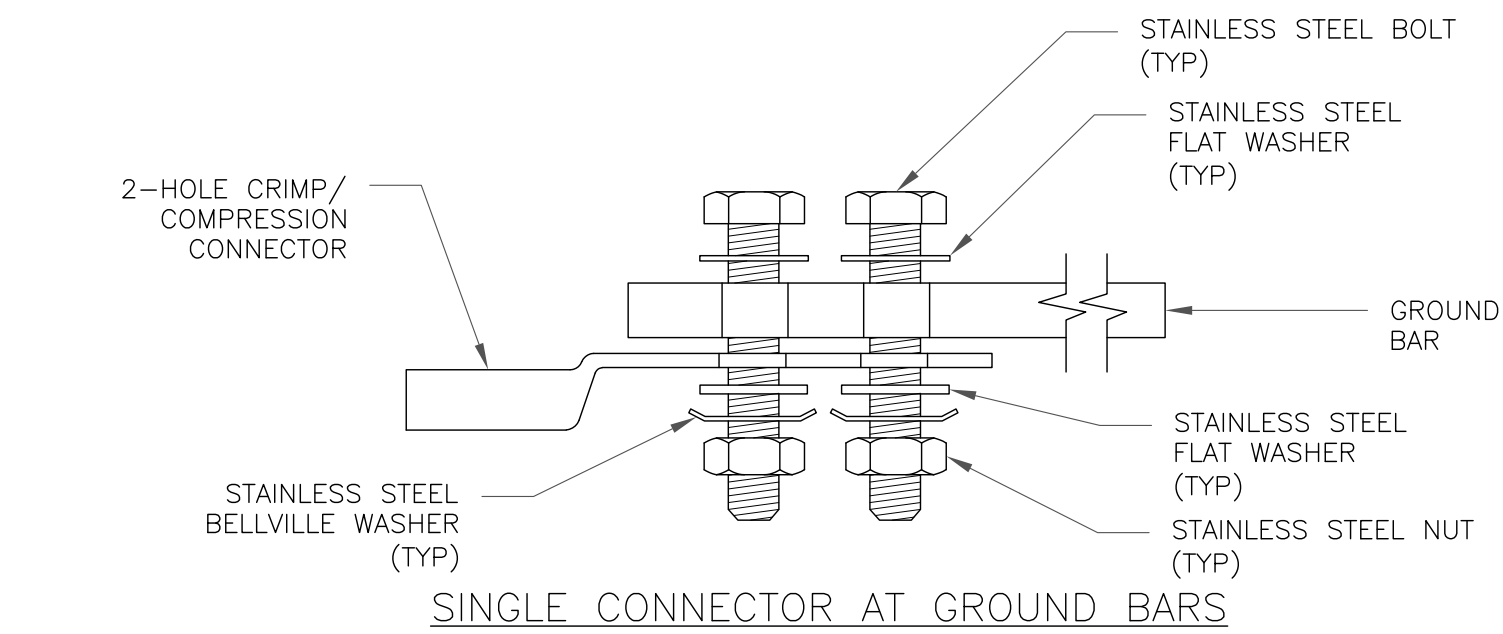 STAINLESS STEEL BOLT
(TYP)
STAINLESS STEEL
FLAT WASHER
(TYP)
2-HOLE CRIMP/
COMPRESSION
CONNECTOR
GROUND
BAR
STAINLESS STEEL
FLAT WASHER
(TYP)
STAINLESS STEEL
BELLVILLE WASHER
(TYP)
STAINLESS STEEL NUT
(TYP)
SINGLE CONNECTOR AT GROUND BARS